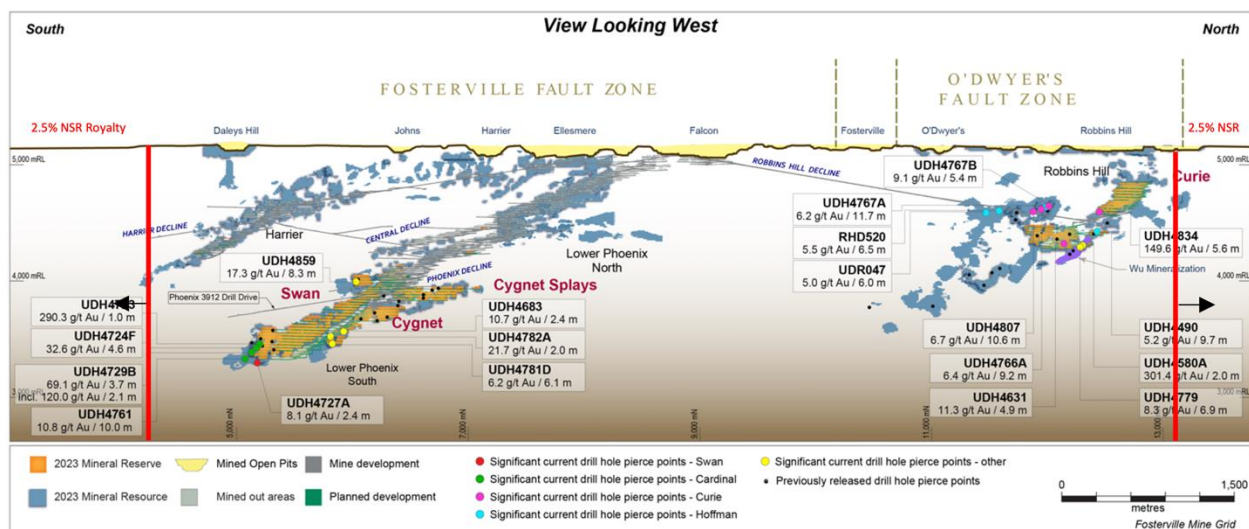 South
View Looking West
North
FOSTERVILLE FAULT ZONE
O'DWYER'S
FAULT ZONE
2.5% NSR Royalty
2.5% NSR
Daleys Hill
Johns
Harrier
Ellesmere
Falcon
Fosterville
O'Dwyer's
Robbins Hill
5,000 mRL
5,000 mRL
ROBBINS HILL DECLINE
UDH4767B
9.1 g/t Au / 5.4 m
Robbins Hill
Curie
UDH4767A
6.2 g/t Au / 11.7 m
HARRIER DECLINE
Harrier
CENTRAL DECLINE
RHD520
5.5 g/t Au / 6.5 m
UDH4834
149.6 g/t Au / 5.6 m
UDH4859
17.3 g/t Au / 8.3 m
Lower Phoenix
North
UDR047
5.0 g/t Au / 6.0 m
Wu Mineralization
4,000 mRL
4,000 mRL
PHOENIX DECLINE
Swan
Cygnet Splays
Phoenix 3912 Drill Drive
290.3 g/t Au / 1.0 m
Cygnet
UDH4683
10.7 g/t Au / 2.4 m
UDH4724F
32.6 g/t Au / 4.6 m
UDH4782A
21.7 g/t Au / 2.0 m
UDH4807
6.7 g/t Au / 10.6 m
UDH4490
5.2 g/t Au / 9.7 m
UDH4729B
69.1 g/t Au / 3.7 m
incl. 120.0 g/t Au / 2.1 m
Lower Phoenix
South
UDH4781D
6.2 g/t Au / 6.1 m
UDH4766A
6.4 g/t Au / 9.2 m
UDH4580A
301.4 g/t Au / 2.0 m
UDH4761
10.8 g/t Au / 10.0 m
UDH4727A
8.1 g/t Au / 2.4 m
UDH4631
11.3 g/t Au / 4.9 m
UDH4779
8.3 g/t Au / 6.9 m
5,000 mN
7,000 mN
9,000 mN
11,000 mN
13,000 mN
2023 Mineral Reserve
Mined Open Pits
Mine development
2023 Mineral Resource
Mined out areas
Planned development
Significant current drill hole pierce points - Swan
Significant current drill hole pierce points - Cardinal
Significant current drill hole pierce points - Curie
Significant current drill hole pierce points - Hoffman
Significant current drill hole pierce points - other
Previously released drill hole pierce points
0
1,500
metres
Fosterville Mine Grid